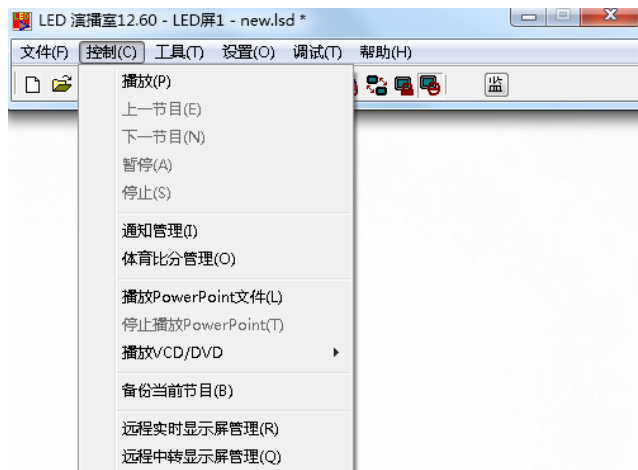 LED 演播室12.60 - LED屏1 - new.lsd *
文件(F) 控制(C) 工具(T) 设置(O) 调试(T) 帮助(H)
监
播放(P)
上一节目(E)
下一节目(N)
暂停(A)
停止(S)
通知管理(I)
体育比分管理(O)
播放PowerPoint文件(L)
停止播放PowerPoint(T)
播放VCD/DVD
备份当前节目(B)
远程实时显示屏管理(R)
远程中转显示屏管理(Q)